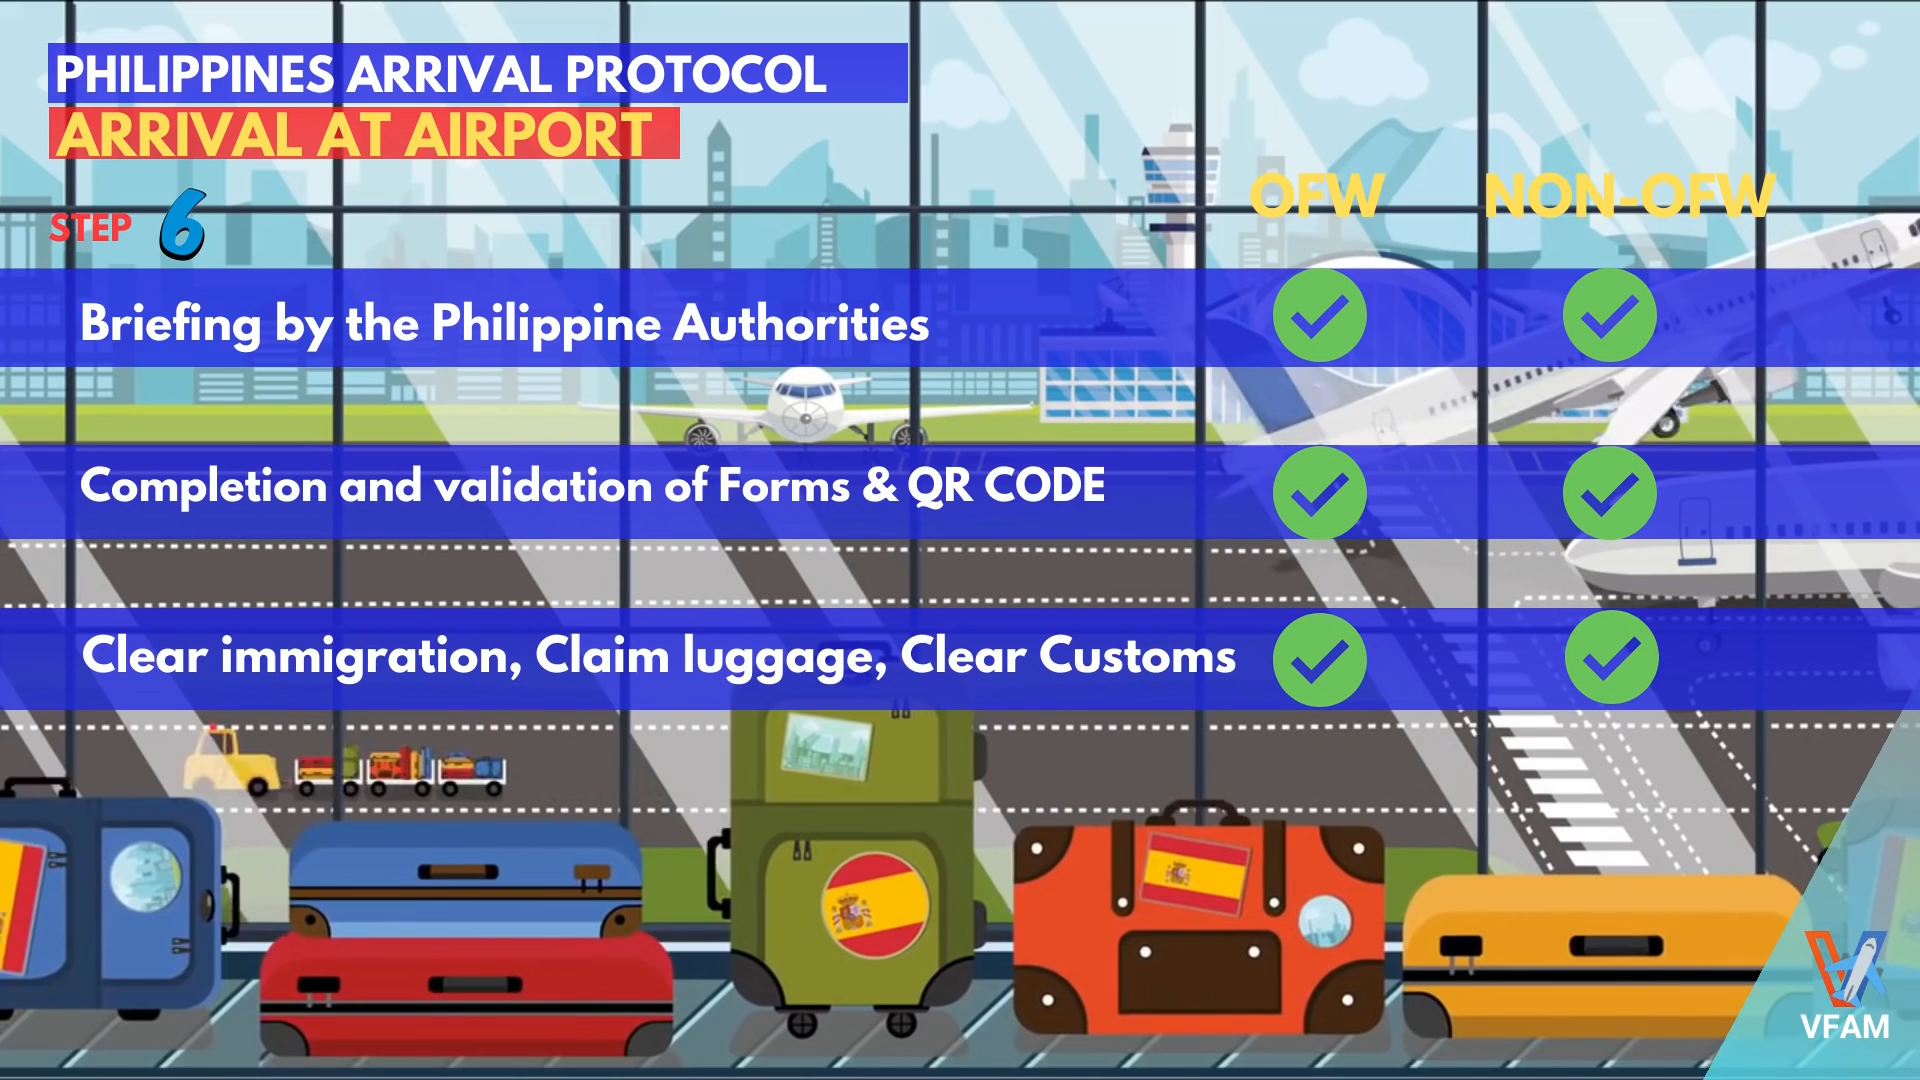 PHILIPPINES ARRIVAL PROTOCOL
ARRIVAL AT AIRPORT
STEP 6
OFW NON-OFW
Briefing by the Philippine Authorities
Completion and validation of Forms & QR CODE
Clear immigration, Claim luggage, Clear Customs
VFAM